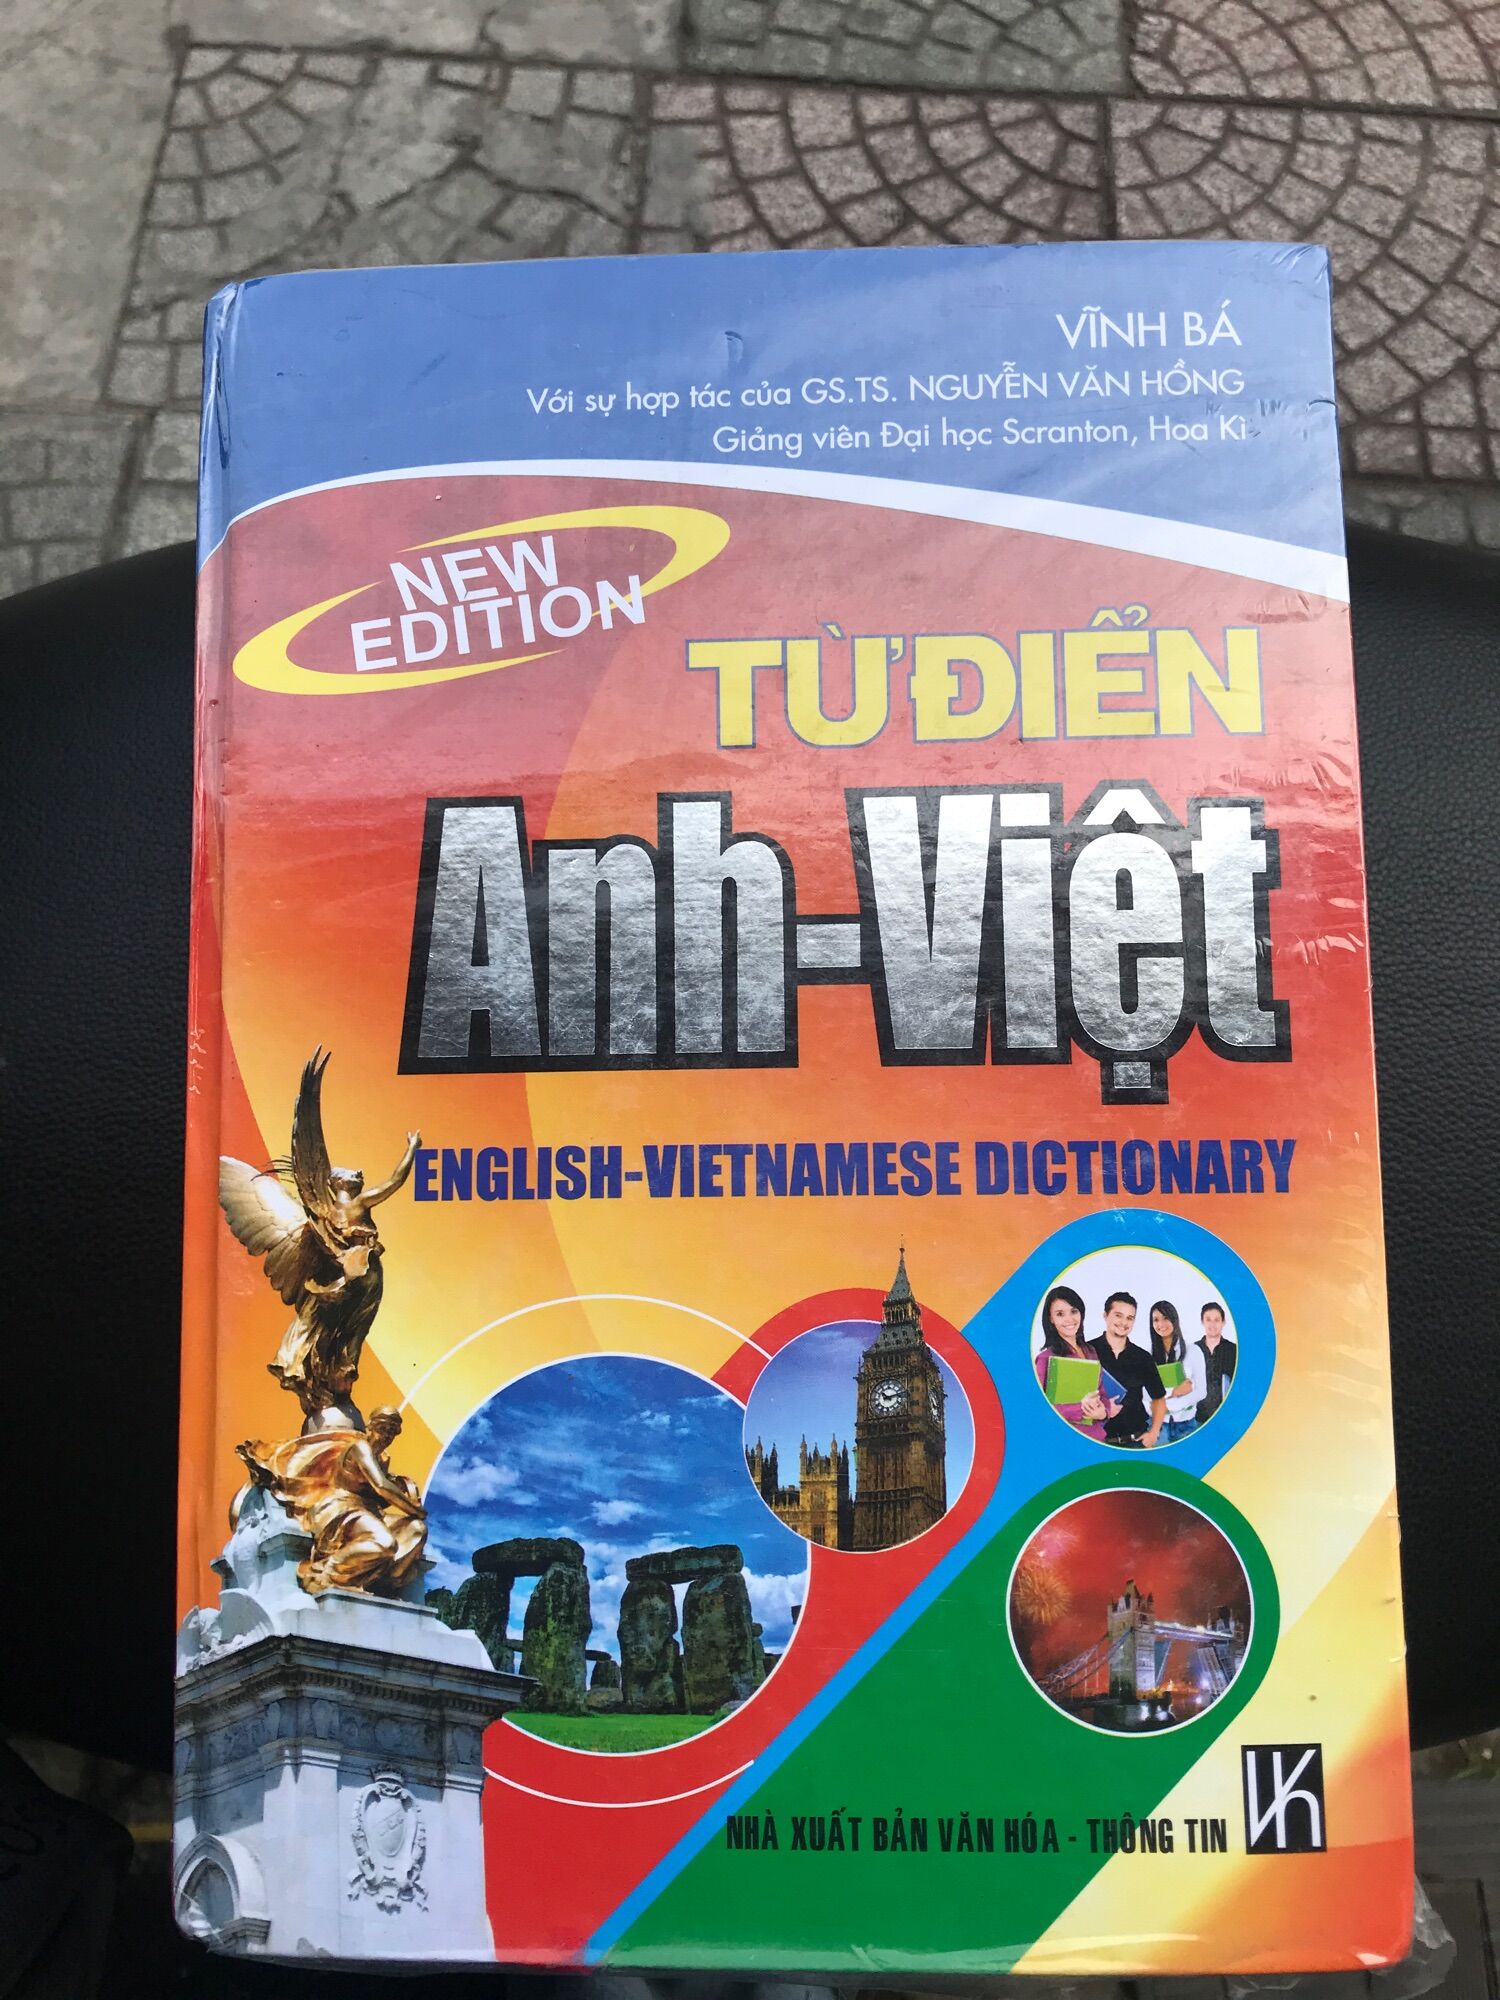 VĨNH BÁ
Với sự hợp tác của GS.TS. NGUYỄN VĂN HỒNG
Giảng viên Đại học Scranton, Hoa Kì
NEW
EDITION
TỪ ĐIỂN
Anh-Việt
ENGLISH-VIETNAMESE DICTIONARY
NHÀ XUẤT BẢN VĂN HÓA - THÔNG TIN